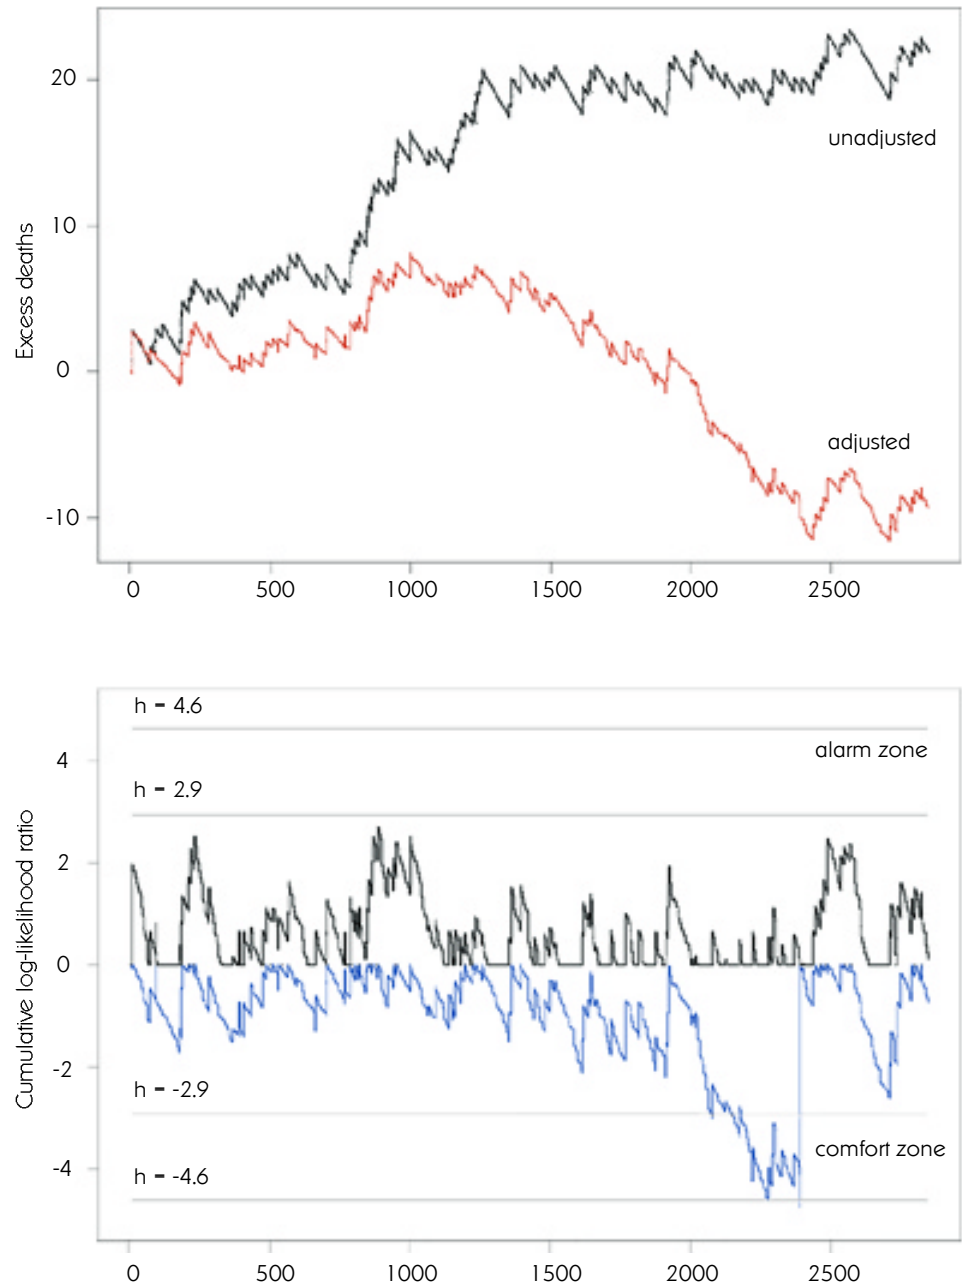 20
unadjusted
10
Excess deaths
0
adjusted
-10
0 500 1000 1500 2000 2500
h = 4.6
4
alarm zone
h = 2.9
Cumulative log-likelihood ratio
2
0
-2
h = -2.9
comfort zone
-4
h = -4.6
0 500 1000 1500 2000 2500